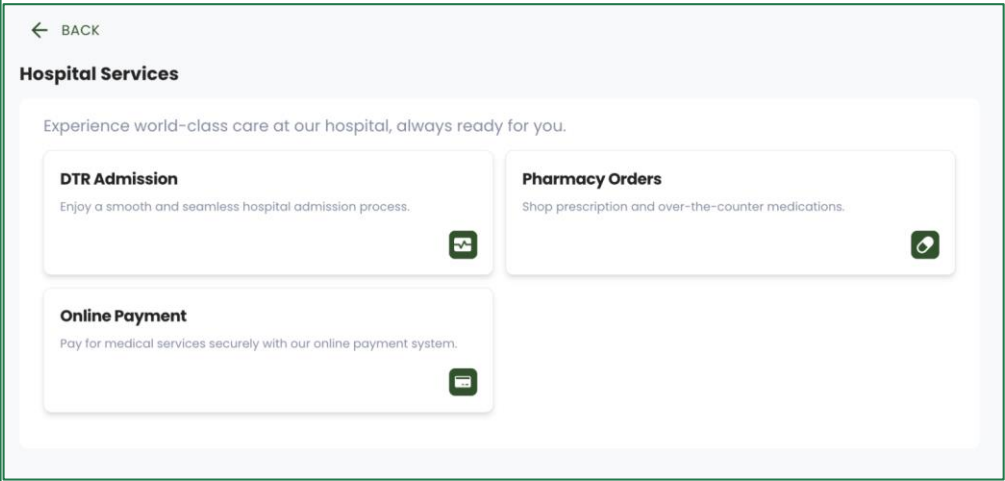 BACK
Hospital Services
Experience world-class care at our hospital, always ready for you.
DTR Admission
Enjoy a smooth and seamless hospital admission process.
Pharmacy Orders
Shop prescription and over-the-counter medications.
Online Payment
Pay for medical services securely with our online payment system.